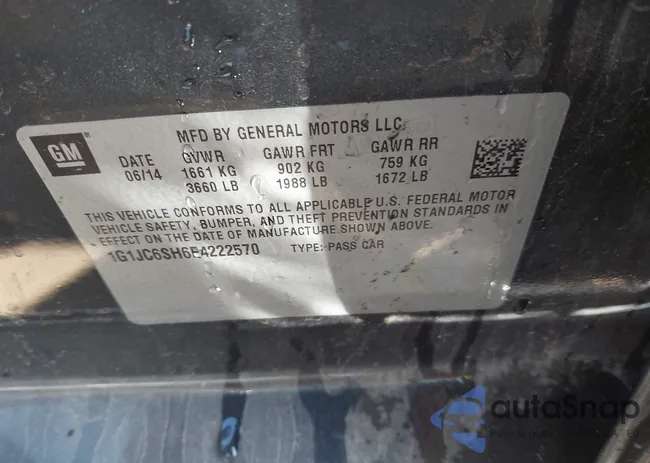 GM
MFD BY GENERAL MOTORS LLC
DATE GVWR GAWR FRT GAWR RR
06/14 1661 KG 902 KG 759 KG
3660 LB 1988 LB 1672 LB
THIS VEHICLE CONFORMS TO ALL APPLICABLE U.S. FEDERAL MOTOR
VEHICLE SAFETY, BUMPER, AND THEFT PREVENTION STANDARDS IN
EFFECT ON THE DATE OF MANUFACTURE SHOWN ABOVE.
1G1JC6SH6E4222570 TYPE: PASS CAR
autaSnap